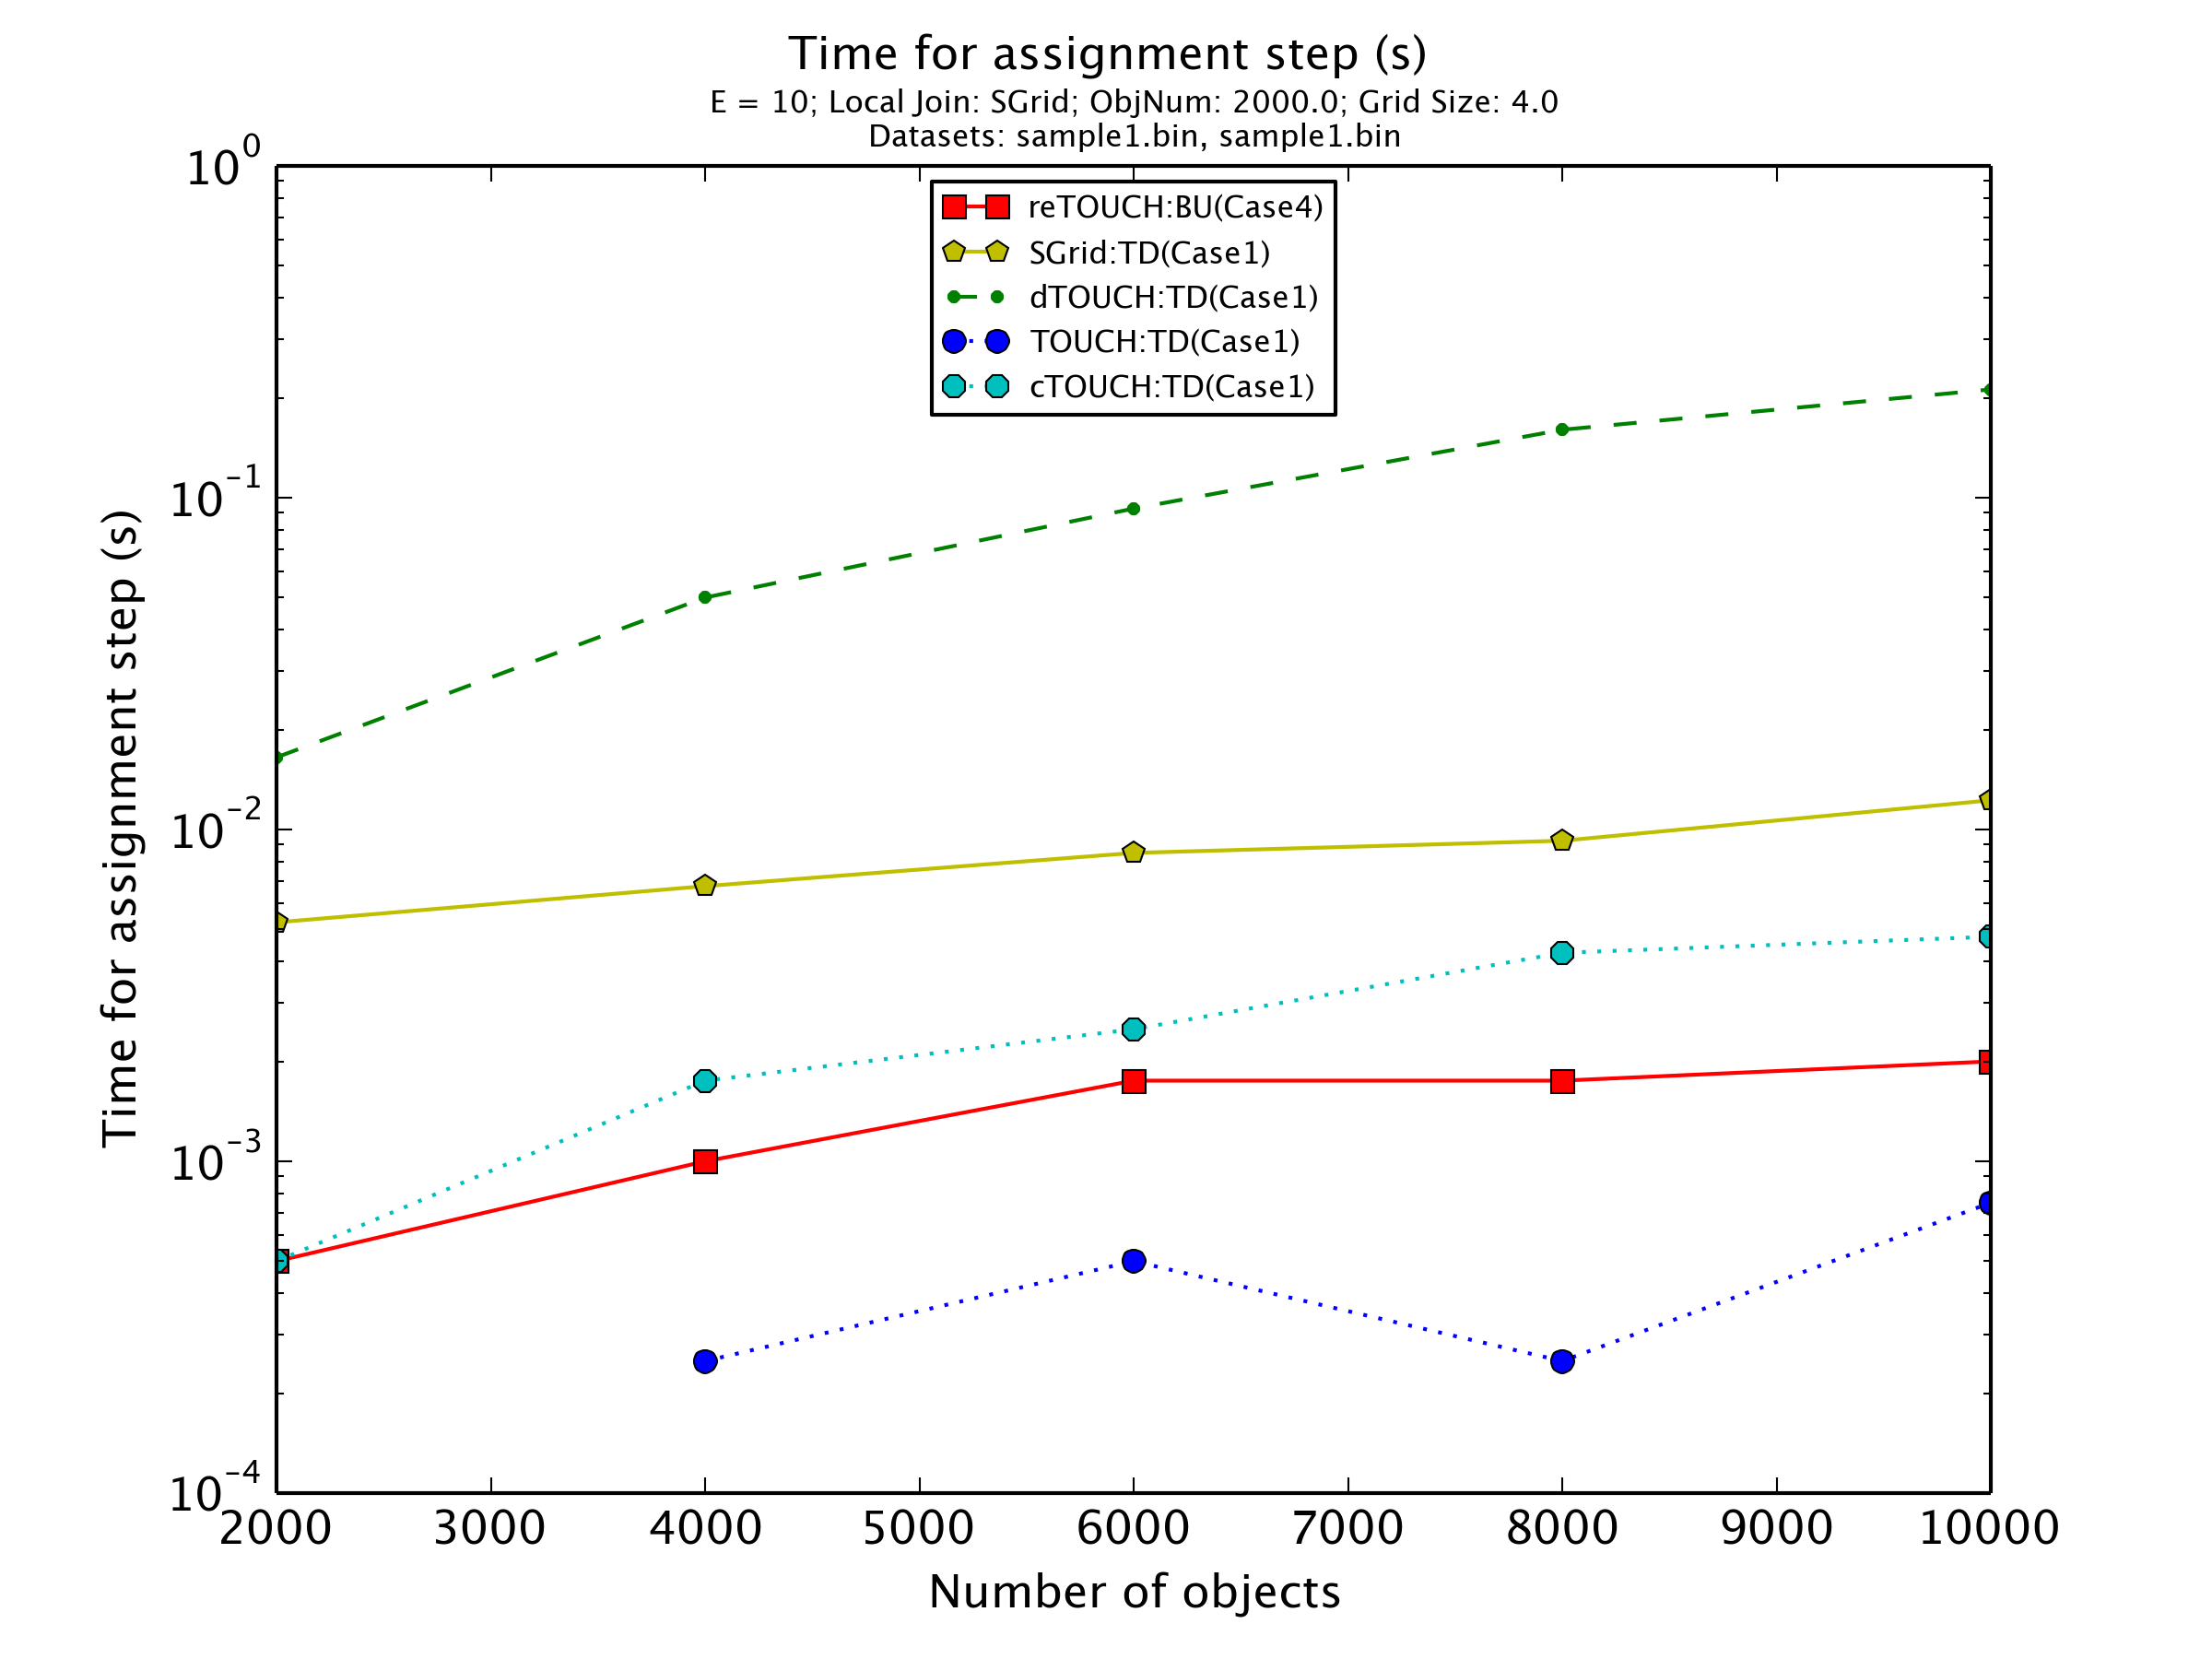 Time for assignment step (s)
E = 10; Local Join: SGrid; ObjNum: 2000.0; Grid Size: 4.0
Datasets: sample1.bin, sample1.bin
reTOUCH:BU(Case4)
SGrid:TD(Case1)
dTOUCH:TD(Case1)
TOUCH:TD(Case1)
cTOUCH:TD(Case1)
Time for assignment step (s)
10^0
10^-1
10^-2
10^-3
10^-4
2000 3000 4000 5000 6000 7000 8000 9000 10000
Number of objects